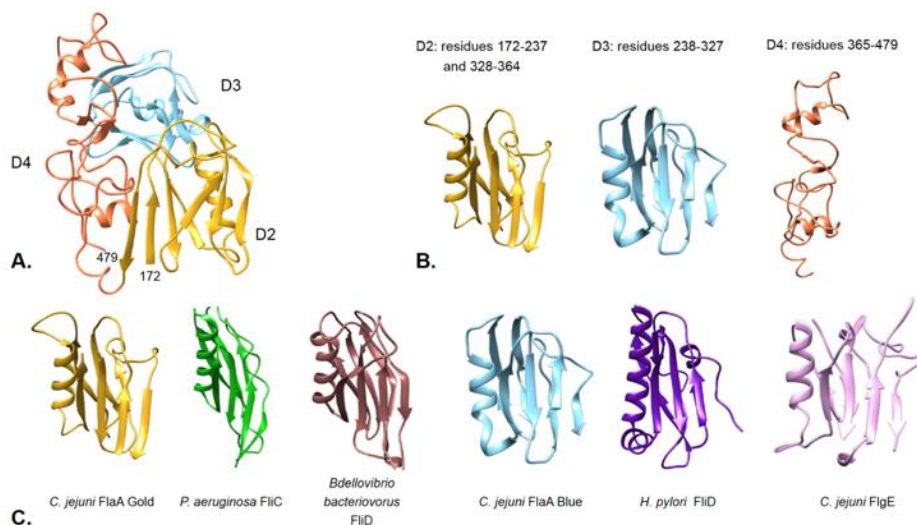 D2: residues 172-237
and 328-364
D3: residues 238-327
D4: residues 365-479
D3
D4
D2
479
172
A.
B.
C. jejuni FlaA Gold
P. aeruginosa FliC
Bdellovibrio
bacteriovorus
FliD
C. jejuni FlaA Blue
H. pylori FliD
C. jejuni FlgE
C.